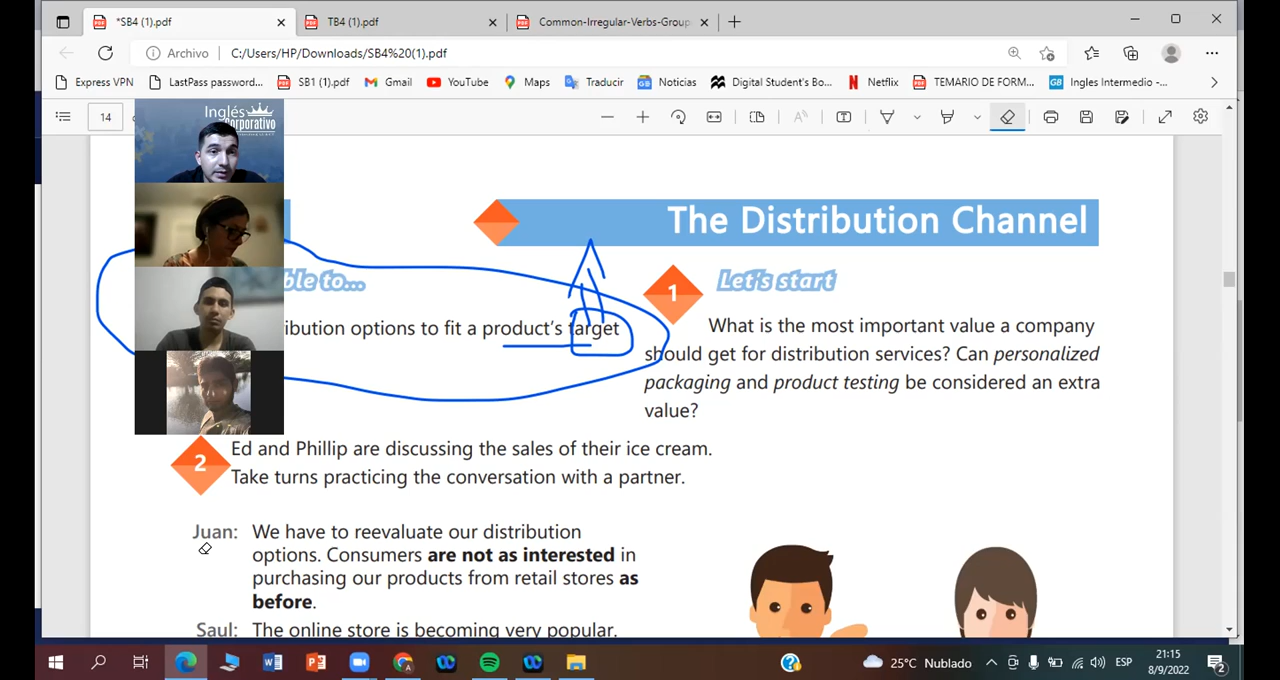 *SB4 (1).pdf
TB4 (1).pdf
Common-Irregular-Verbs-Group
Archivo
C:/Users/HP/Downloads/SB4%20(1).pdf
Express VPN
LastPass password...
SB1 (1).pdf
Gmail
YouTube
Maps
Traducir
Noticias
Digital Student's Bo...
Netflix
TEMARIO DE FORM...
GB
Ingles Intermedio -...
14
Inglés
Corporativo
The Distribution Channel
ble to...
1
Let's start
ibution options to fit a product's target
What is the most important value a company
should get for distribution services? Can personalized
packaging and product testing be considered an extra
value?
2
Ed and Phillip are discussing the sales of their ice cream.
Take turns practicing the conversation with a partner.
Juan: We have to reevaluate our distribution
options. Consumers are not as interested in
purchasing our products from retail stores as
before.
Saul: The online store is becoming very popular.
25°C Nublado
ESP
21:15
8/9/2022
2